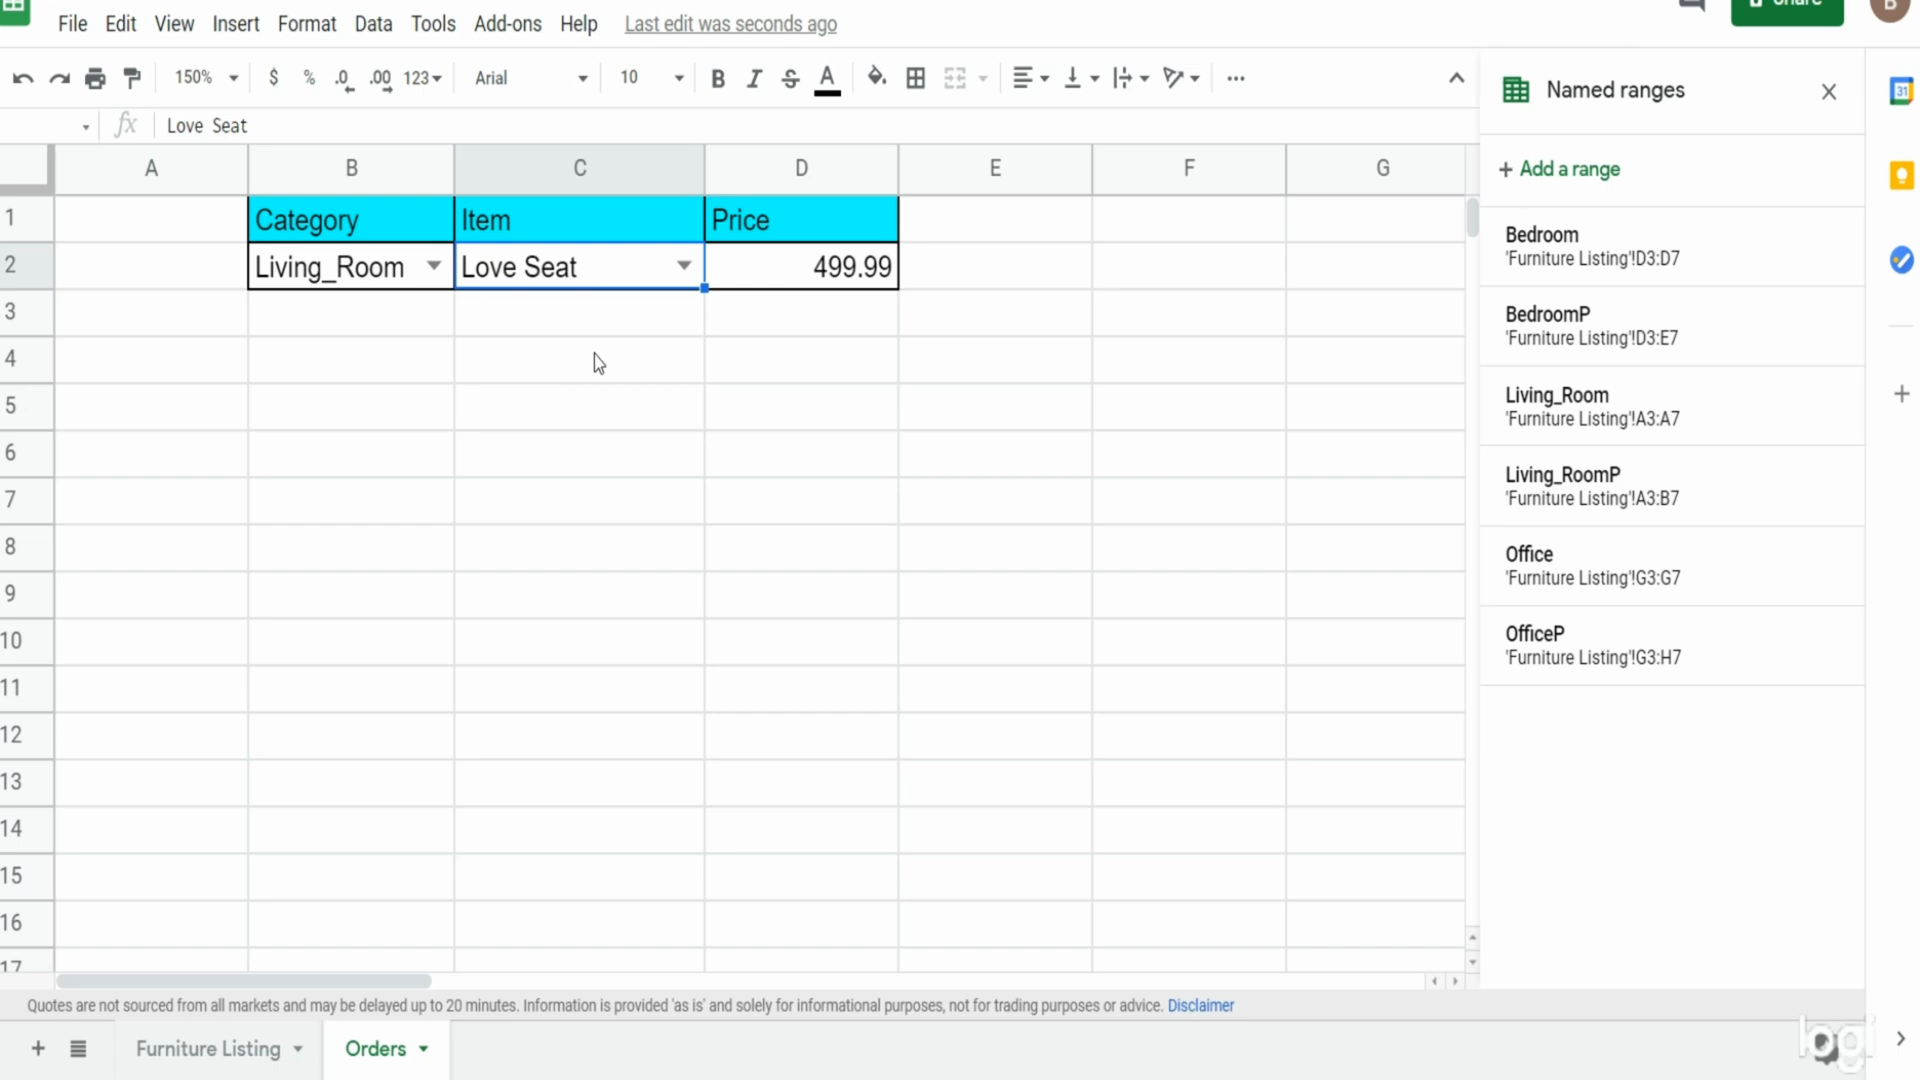 Share
B
File Edit View Insert Format Data Tools Add-ons Help Last edit was seconds ago
150% $ % .0 .00 123 Arial 10 B I S A ...
fx Love Seat
Named ranges
31
+ Add a range
A B C D E F G
1 Category Item Price
2 Living_Room Love Seat 499.99
3
4
5
6
7
8
9
10
11
12
13
14
15
16
17
Bedroom
'Furniture Listing'!D3:D7
BedroomP
'Furniture Listing'!D3:E7
Living_Room
'Furniture Listing'!A3:A7
Living_RoomP
'Furniture Listing'!A3:B7
Office
'Furniture Listing'!G3:G7
OfficeP
'Furniture Listing'!G3:H7
Quotes are not sourced from all markets and may be delayed up to 20 minutes. Information is provided 'as is' and solely for informational purposes, not for trading purposes or advice. Disclaimer
+ Furniture Listing Orders